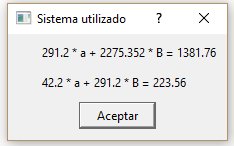 Sistema utilizado
?
291.2 * a + 2275.352 * B = 1381.76
42.2 * a + 291.2 * B = 223.56
Aceptar